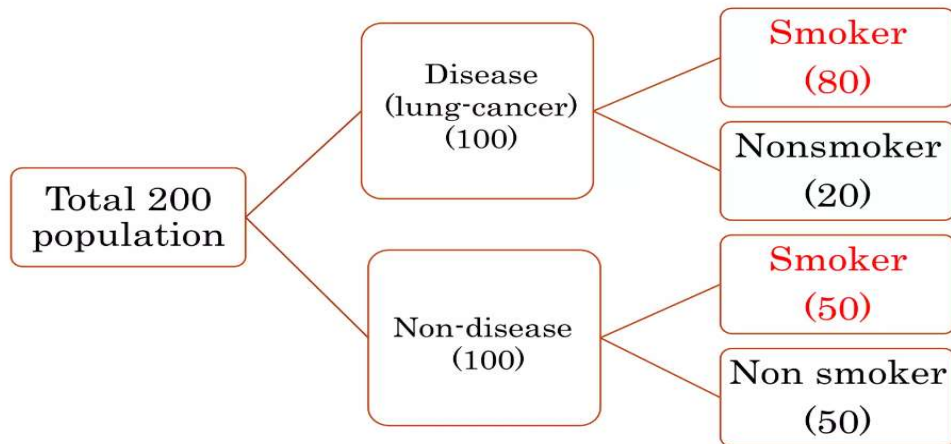 Total 200
population
Disease
(lung-cancer)
(100)
Non-disease
(100)
Smoker
(80)
Nonsmoker
(20)
Smoker
(50)
Non smoker
(50)